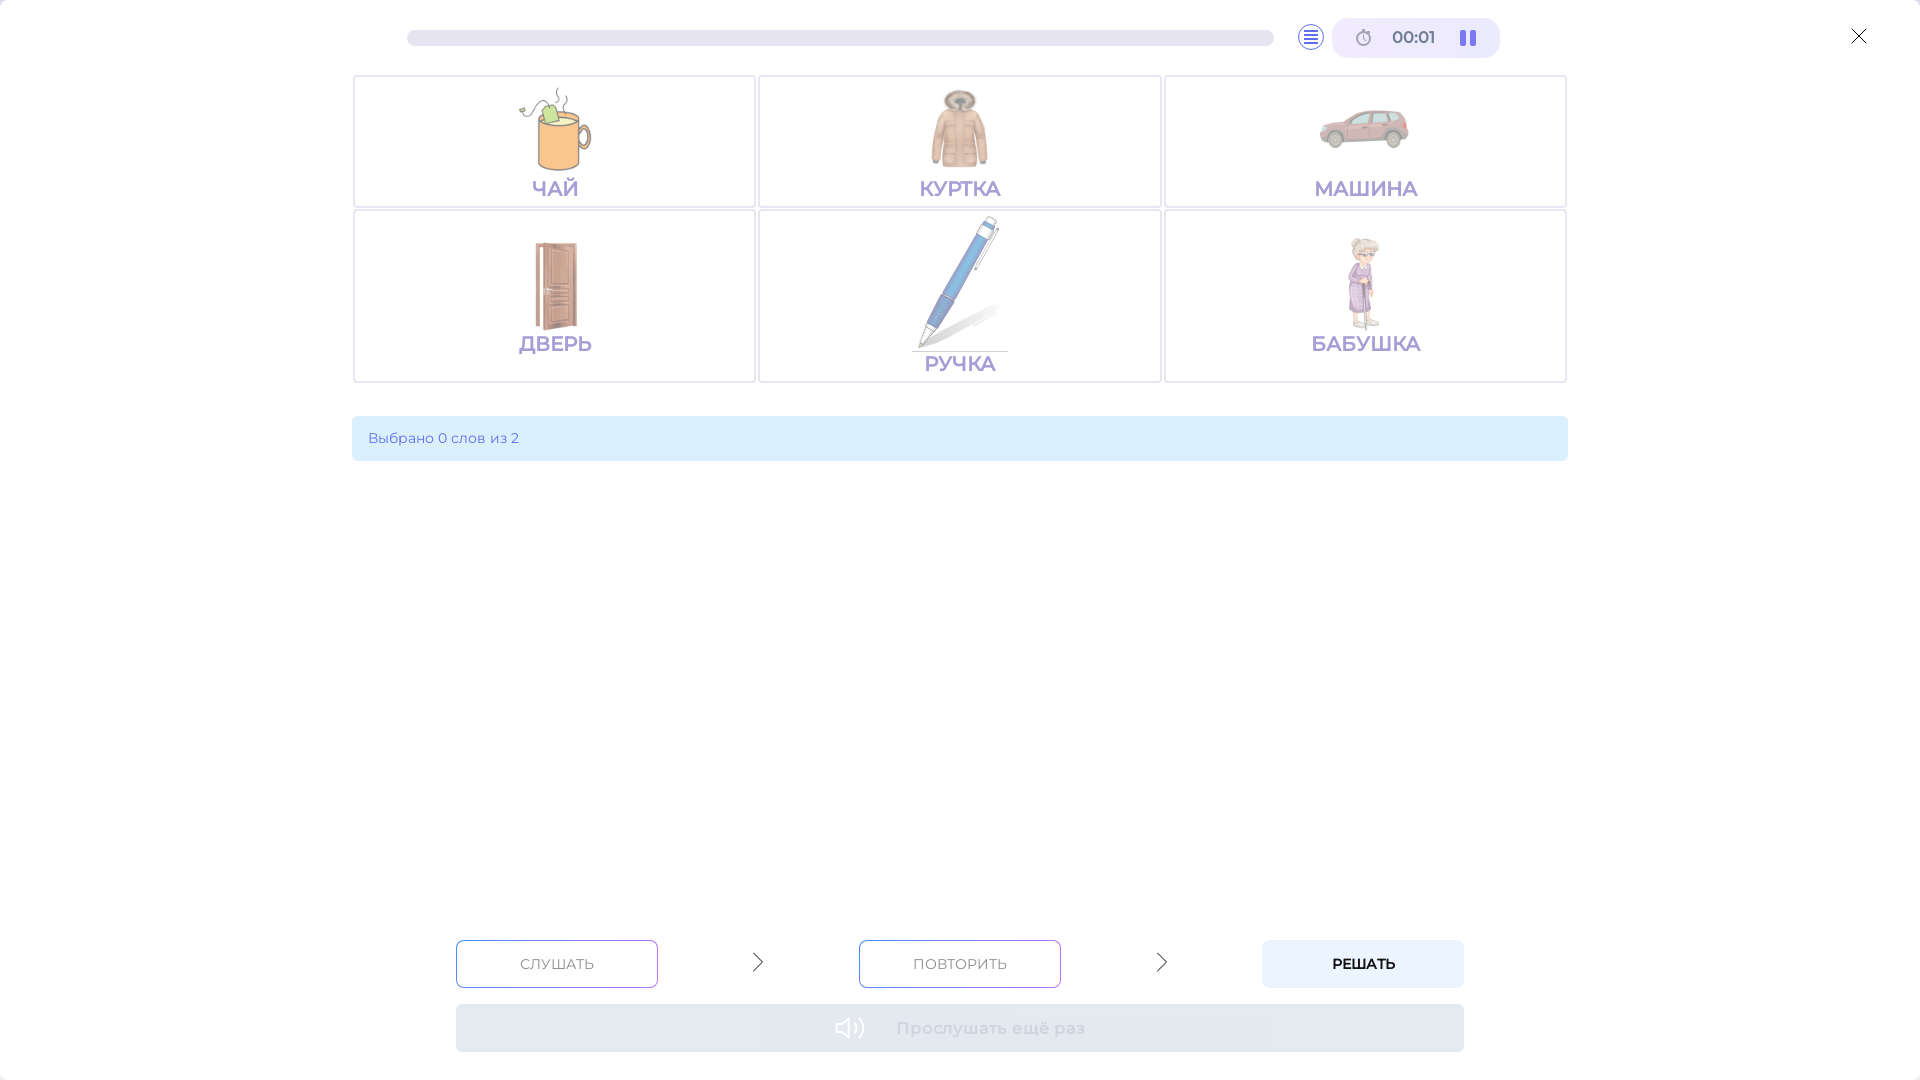 00:01
ЧАЙ
КУРТКА
МАШИНА
ДВЕРЬ
РУЧКА
БАБУШКА
Выбрано 0 слов из 2
СЛУШАТЬ
ПОВТОРИТЬ
РЕШАТЬ
Прослушать ещё раз